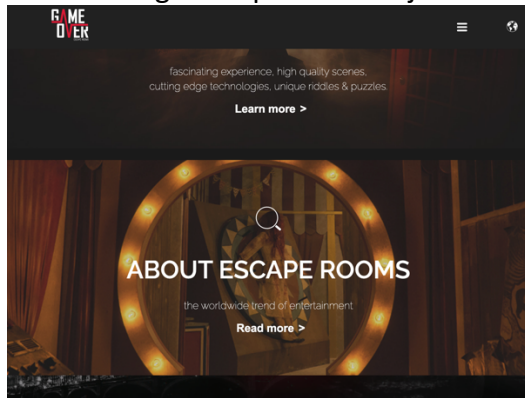 GAME
OVER
fascinating experience, high quality scenes,
cutting edge technologies, unique riddles & puzzles.
Learn more >
ABOUT ESCAPE ROOMS
the worldwide trend of entertainment
Read more >